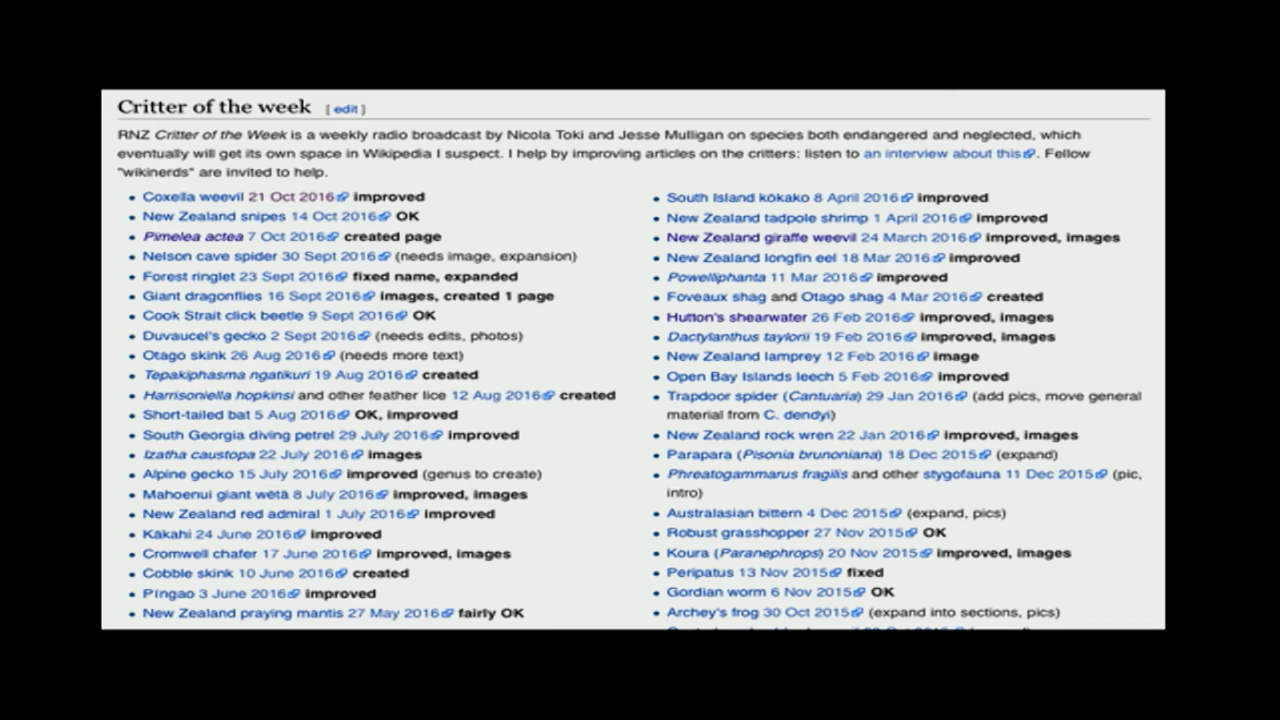 Critter of the week [ edit ]
RNZ Critter of the Week is a weekly radio broadcast by Nicola Toki and Jesse Mulligan on species both endangered and neglected, which
eventually will get its own space in Wikipedia I suspect. I help by improving articles on the critters: listen to an interview about this. Fellow
"wikinerds" are invited to help.
• Coxella weevil 21 Oct 2016 improved
• New Zealand snipes 14 Oct 2016 OK
• Pimelea actea 7 Oct 2016 created page
• Nelson cave spider 30 Sept 2016 (needs image, expansion)
• Forest ringlet 23 Sept 2016 fixed name, expanded
• Giant dragonflies 16 Sept 2016 images, created 1 page
• Cook Strait click beetle 9 Sept 2016 OK
• Duvaucel's gecko 2 Sept 2016 (needs edits, photos)
• Otago skink 26 Aug 2016 (needs more text)
• Tepakiphasma ngatikuri 19 Aug 2016 created
• Harrisoniella hopkinsi and other feather lice 12 Aug 2016 created
• Short-tailed bat 5 Aug 2016 OK, improved
• South Georgia diving petrel 29 July 2016 improved
• Izatha caustopa 22 July 2016 images
• Alpine gecko 15 July 2016 improved (genus to create)
• Mahoenui giant wētā 8 July 2016 improved, images
• New Zealand red admiral 1 July 2016 improved
• Kākahi 24 June 2016 improved
• Cromwell chafer 17 June 2016 improved, images
• Cobble skink 10 June 2016 created
• Pīngao 3 June 2016 improved
• New Zealand praying mantis 27 May 2016 fairly OK
• South Island kōkako 8 April 2016 improved
• New Zealand tadpole shrimp 1 April 2016 improved
• New Zealand giraffe weevil 24 March 2016 improved, images
• New Zealand longfin eel 18 Mar 2016 improved
• Powelliphanta 11 Mar 2016 improved
• Foveaux shag and Otago shag 4 Mar 2016 created
• Hutton's shearwater 26 Feb 2016 improved, images
• Dactylanthus taylorii 19 Feb 2016 improved, images
• New Zealand lamprey 12 Feb 2016 image
• Open Bay Islands leech 5 Feb 2016 improved
• Trapdoor spider (Cantuaria) 29 Jan 2016 (add pics, move general
material from C. dendyi)
• New Zealand rock wren 22 Jan 2016 improved, images
• Parapara (Pisonia brunoniana) 18 Dec 2015 (expand)
• Phreatogammarus fragilis and other stygofauna 11 Dec 2015 (pic,
intro)
• Australasian bittern 4 Dec 2015 (expand, pics)
• Robust grasshopper 27 Nov 2015 OK
• Koura (Paranephrops) 20 Nov 2015 improved, images
• Peripatus 13 Nov 2015 fixed
• Gordian worm 6 Nov 2015 OK
• Archey's frog 30 Oct 2015 (expand into sections, pics)